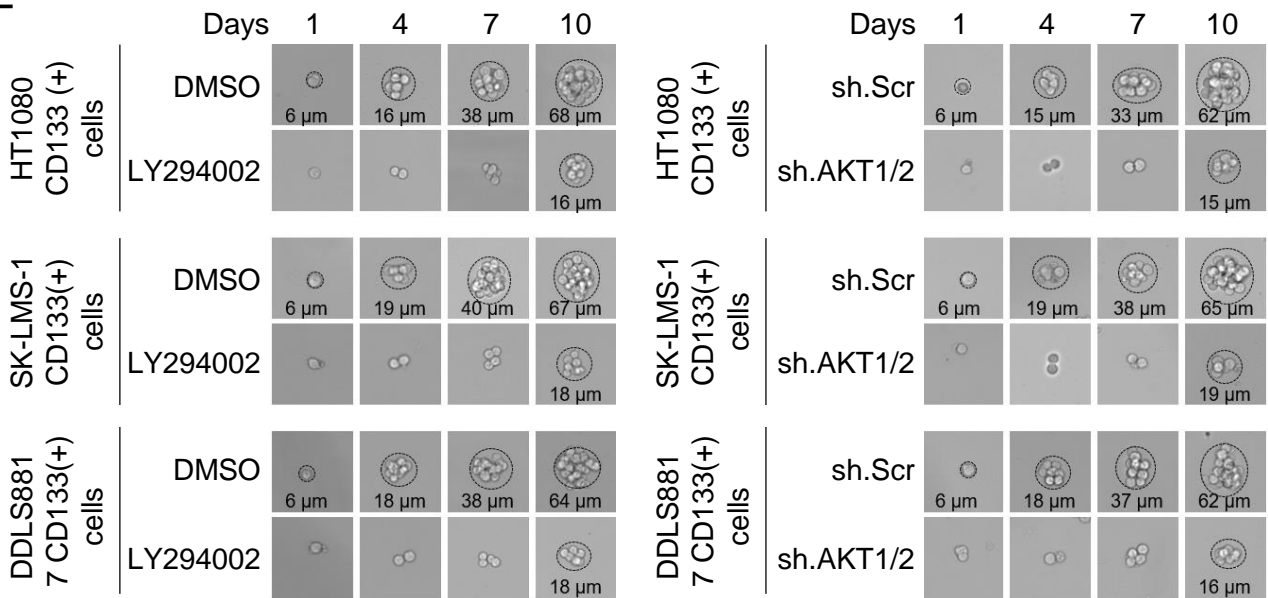 Days 1 4 7 10
HT1080
CD133 (+)
cells
DMSO
6 µm 16 µm 38 µm 68 µm
LY294002
16 µm
SK-LMS-1
CD133(+)
cells
DMSO
6 µm 19 µm 40 µm 67 µm
LY294002
18 µm
DDLS881
7 CD133(+)
cells
DMSO
6 µm 18 µm 38 µm 64 µm
LY294002
18 µm
Days 1 4 7 10
HT1080
CD133 (+)
cells
sh.Scr
6 µm 15 µm 33 µm 62 µm
sh.AKT1/2
15 µm
SK-LMS-1
CD133(+)
cells
sh.Scr
6 µm 19 µm 38 µm 65 µm
sh.AKT1/2
19 µm
DDLS881
7 CD133(+)
cells
sh.Scr
6 µm 18 µm 37 µm 62 µm
sh.AKT1/2
16 µm